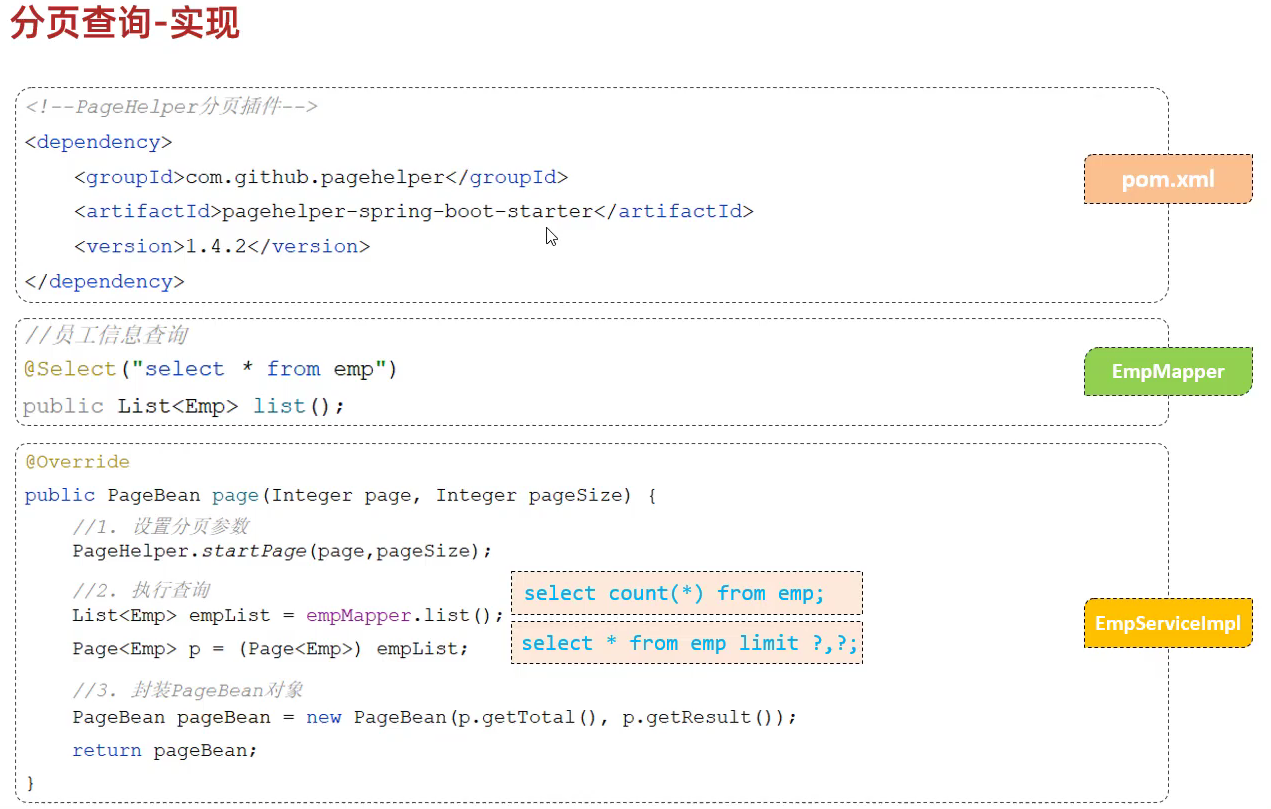 分页查询-实现
<!--PageHelper分页插件-->
<dependency>
    <groupId>com.github.pagehelper</groupId>
    <artifactId>pagehelper-spring-boot-starter</artifactId>
    <version>1.4.2</version>
</dependency>
pom.xml
//员工信息查询
@Select("select * from emp")
public List<Emp> list();
EmpMapper
@Override
public PageBean page(Integer page, Integer pageSize) {
    //1. 设置分页参数
    PageHelper.startPage(page,pageSize);
    //2. 执行查询
    List<Emp> empList = empMapper.list();
    Page<Emp> p = (Page<Emp>) empList;
    //3. 封装PageBean对象
    PageBean pageBean = new PageBean(p.getTotal(), p.getResult());
    return pageBean;
}
select count(*) from emp;
select * from emp limit ?,?;
EmpServiceImpl